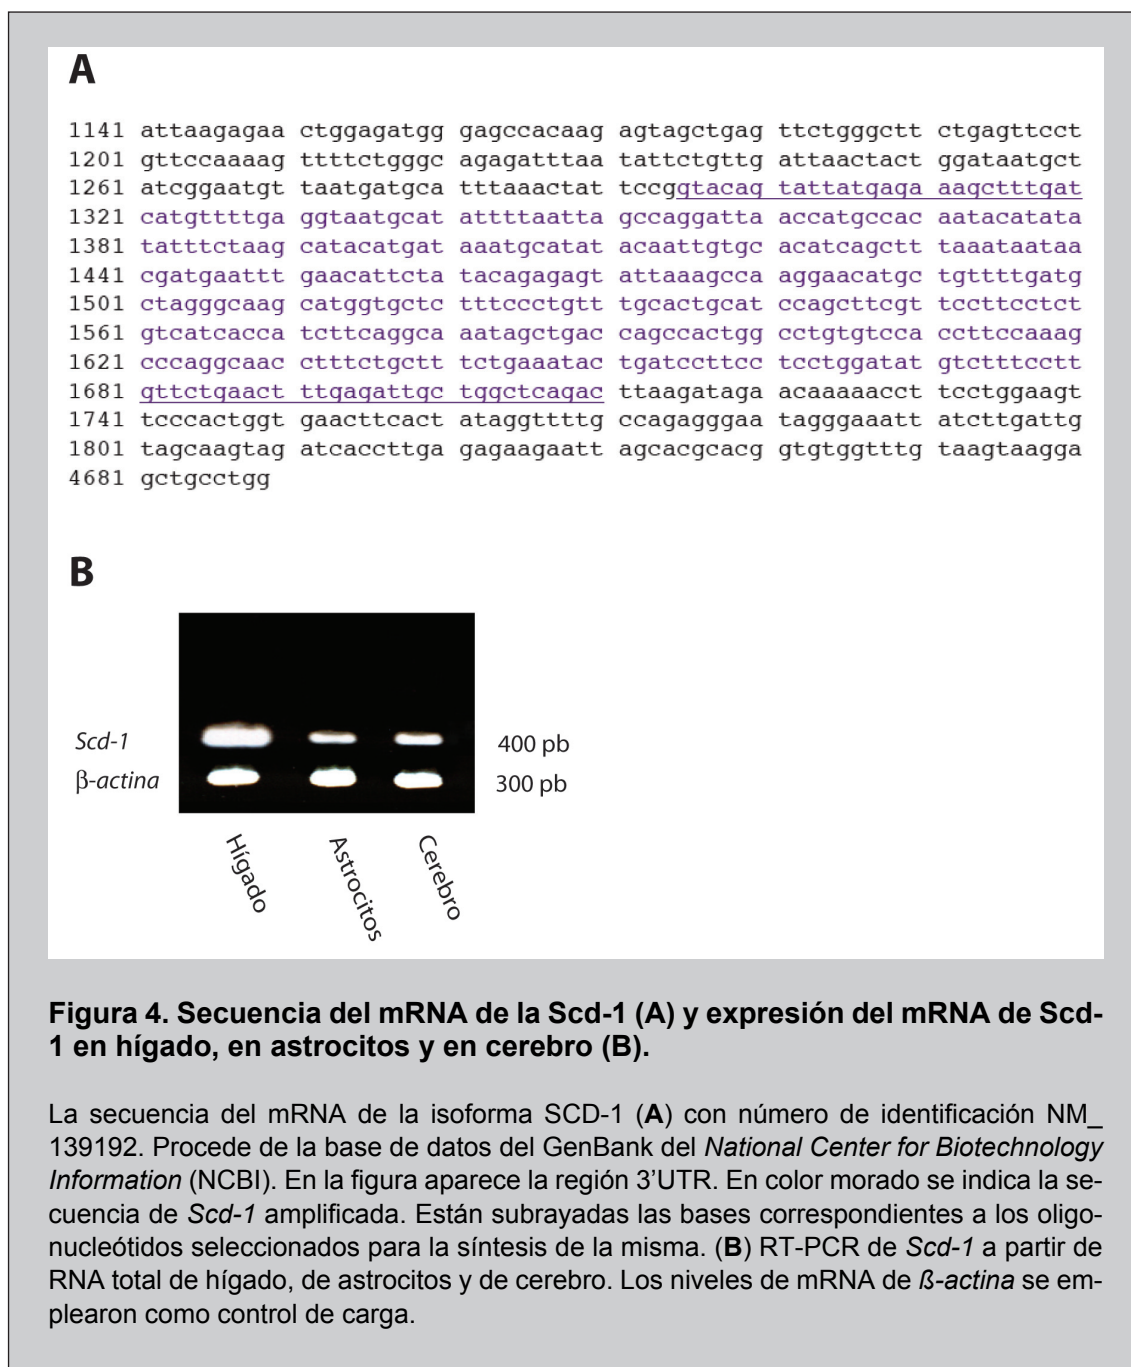 A
1141 attaagagaa ctggagatgg gagccacaag agtagctgag ttctgggctt ctgagttcct
1201 gttccaaaag ttttctgggc agagatttaa tattctgttg attaactact ggataatgct
1261 atcggaatgt taatgatgca tttaaactat tccggtacag tattatgaga aagctttgat
1321 catgttttga ggtaatgcat attttaatta gccaggatta accatgccac aatacatata
1381 tatttctaag catacatgat aaatgcatat acaattgtgc acatcagctt taaataataa
1441 cgatgaattt gaacattcta tacagagagt attaaagcca aggaacatgc tgttttgatg
1501 ctagggcaag catggtgctc tttccctgtt tgcactgcat ccagcttcgt tccttcctct
1561 gtcatcacca tcttcaggca aatagctgac cagccactgg cctgtgtcca ccttccaaag
1621 cccaggcaac ctttctgctt tctgaaatac tgatccttcc tcctggatat gtctttcctt
1681 gttctgaact ttgagattgc tggctcagac ttaagataga acaaaaacct tcctggaagt
1741 tcccactggt gaacttcact ataggttttg ccagagggaa tagggaaatt atcttgattg
1801 tagcaagtag atcaccttga gagaagaatt agcacgcacg gtgtggtttg taagtaagga
4681 gctgcctgg
B
Scd-1 400 pb
β-actina 300 pb
Hígado Astrocitos Cerebro
Figura 4. Secuencia del mRNA de la Scd-1 (A) y expresión del mRNA de Scd-
1 en hígado, en astrocitos y en cerebro (B).
La secuencia del mRNA de la isoforma SCD-1 (A) con número de identificación NM_
139192. Procede de la base de datos del GenBank del National Center for Biotechnology
Information (NCBI). En la figura aparece la región 3’UTR. En color morado se indica la se-
cuencia de Scd-1 amplificada. Están subrayadas las bases correspondientes a los oligo-
nucleótidos seleccionados para la síntesis de la misma. (B) RT-PCR de Scd-1 a partir de
RNA total de hígado, de astrocitos y de cerebro. Los niveles de mRNA de ß-actina se em-
plearon como control de carga.